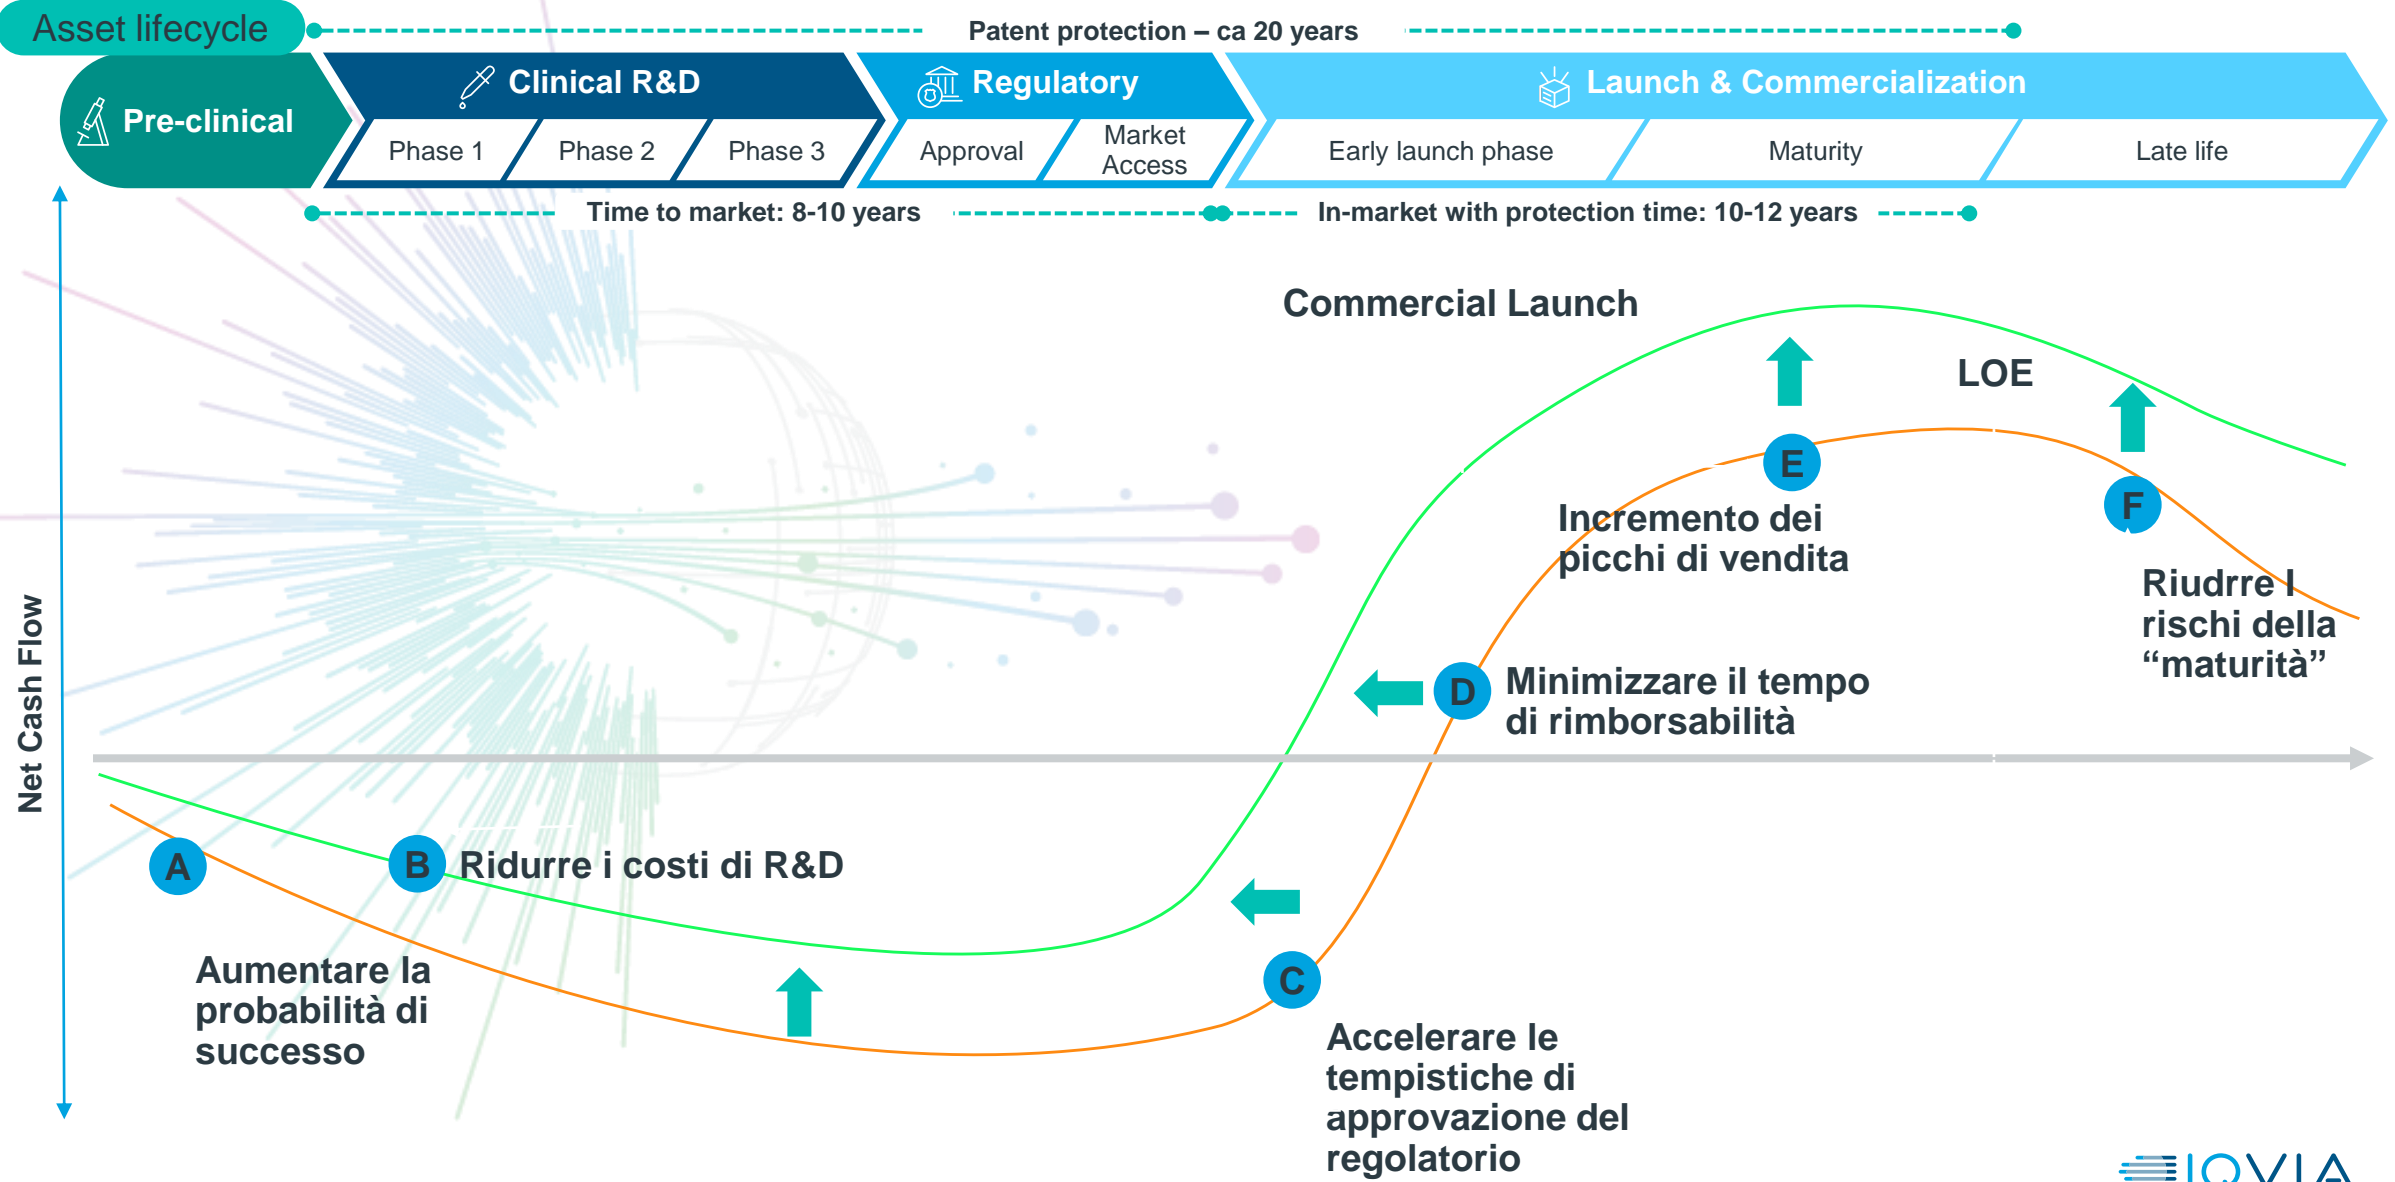 Asset lifecycle
Patent protection – ca 20 years
Pre-clinical
Clinical R&D
Regulatory
Launch & Commercialization
Phase 1
Phase 2
Phase 3
Approval
Market
Access
Early launch phase
Maturity
Late life
Time to market: 8-10 years
In-market with protection time: 10-12 years
Commercial Launch
LOE
E
F
Incremento dei
picchi di vendita
Riudrre I
rischi della
“maturità”
Net Cash Flow
D
Minimizzare il tempo
di rimborsabilità
A
B
Ridurre i costi di R&D
Aumentare la
probabilità di
successo
C
Accelerare le
tempistiche di
approvazione del
regolatorio
IQVIA